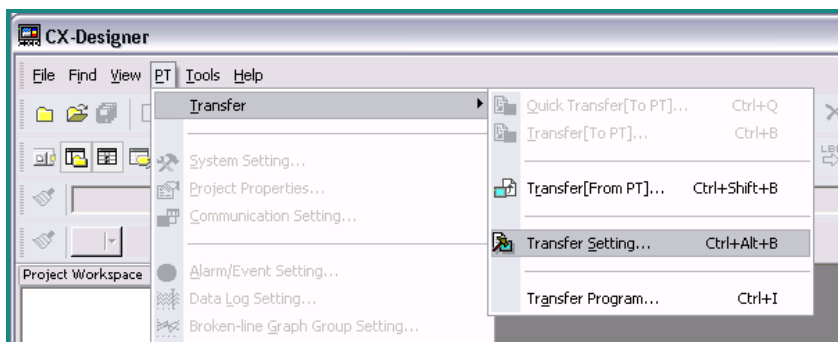 CX-Designer
File Find View PT Tools Help
Transfer
Quick Transfer[To PT]... Ctrl+Q
Transfer[To PT]... Ctrl+B
System Setting...
Project Properties...
Transfer[From PT]... Ctrl+Shift+B
Communication Setting...
Transfer Setting... Ctrl+Alt+B
Project Workspace
Alarm/Event Setting...
Data Log Setting...
Transfer Program... Ctrl+I
Broken-line Graph Group Setting...